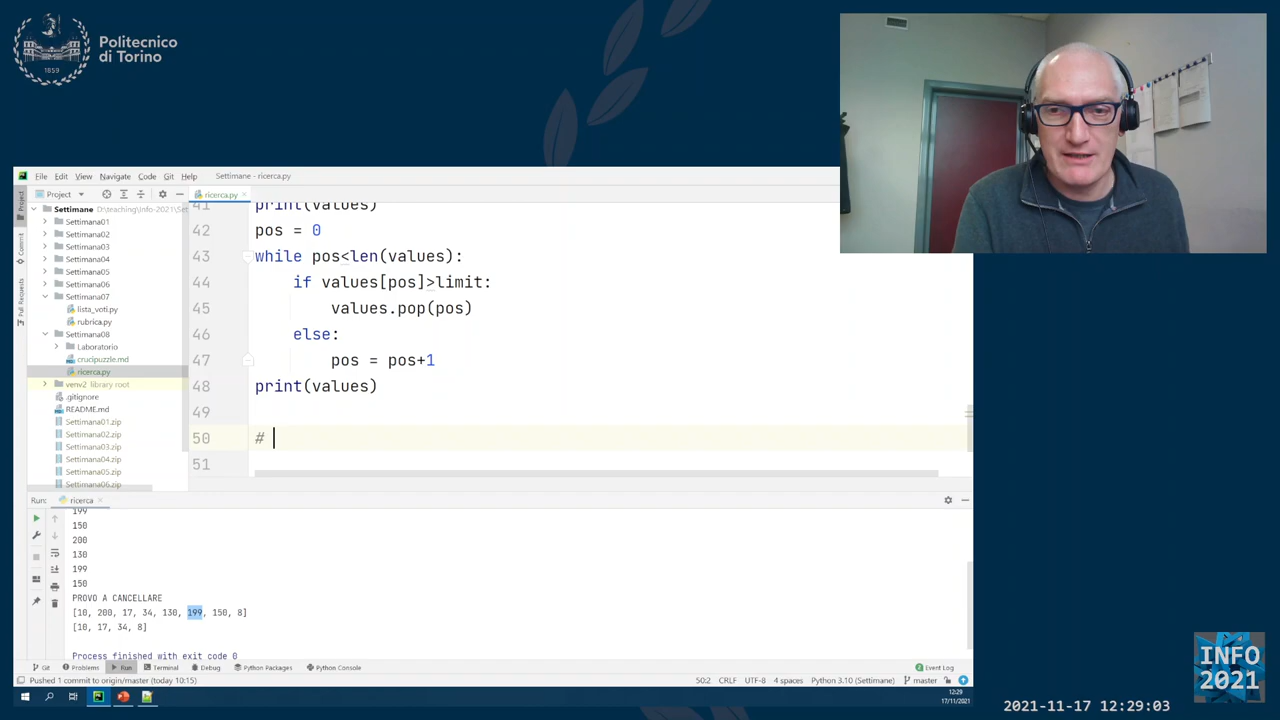 Politecnico
di Torino
1859
File Edit View Navigate Code Git Help Settimane - ricerca.py
Project
ricerca.py
Project
Commit
Pull Requests
Settimane D:\teaching\Info-2021\Set
Settimana01
Settimana02
Settimana03
Settimana04
Settimana05
Settimana06
Settimana07
lista_voti.py
rubrica.py
Settimana08
Laboratorio
crucipuzzle.md
ricerca.py
venv2 library root
.gitignore
README.md
Settimana01.zip
Settimana02.zip
Settimana03.zip
Settimana04.zip
Settimana05.zip
Settimana06.zip
41 print(values)
42 pos = 0
43 while pos<len(values):
44 if values[pos]>limit:
45 values.pop(pos)
46 else:
47 pos = pos+1
48 print(values)
49
50 #
51
Run: ricerca
199
150
200
130
199
150
PROVO A CANCELLARE
[10, 200, 17, 34, 130, 199, 150, 8]
[10, 17, 34, 8]
Process finished with exit code 0
Git Problems Run Terminal Debug Python Packages Python Console Event Log
Pushed 1 commit to origin/master (today 10:15) 50:2 CRLF UTF-8 4 spaces Python 3.10 (Settimane) master
12:29
17/11/2021
INFO
2021
2021-11-17 12:29:03